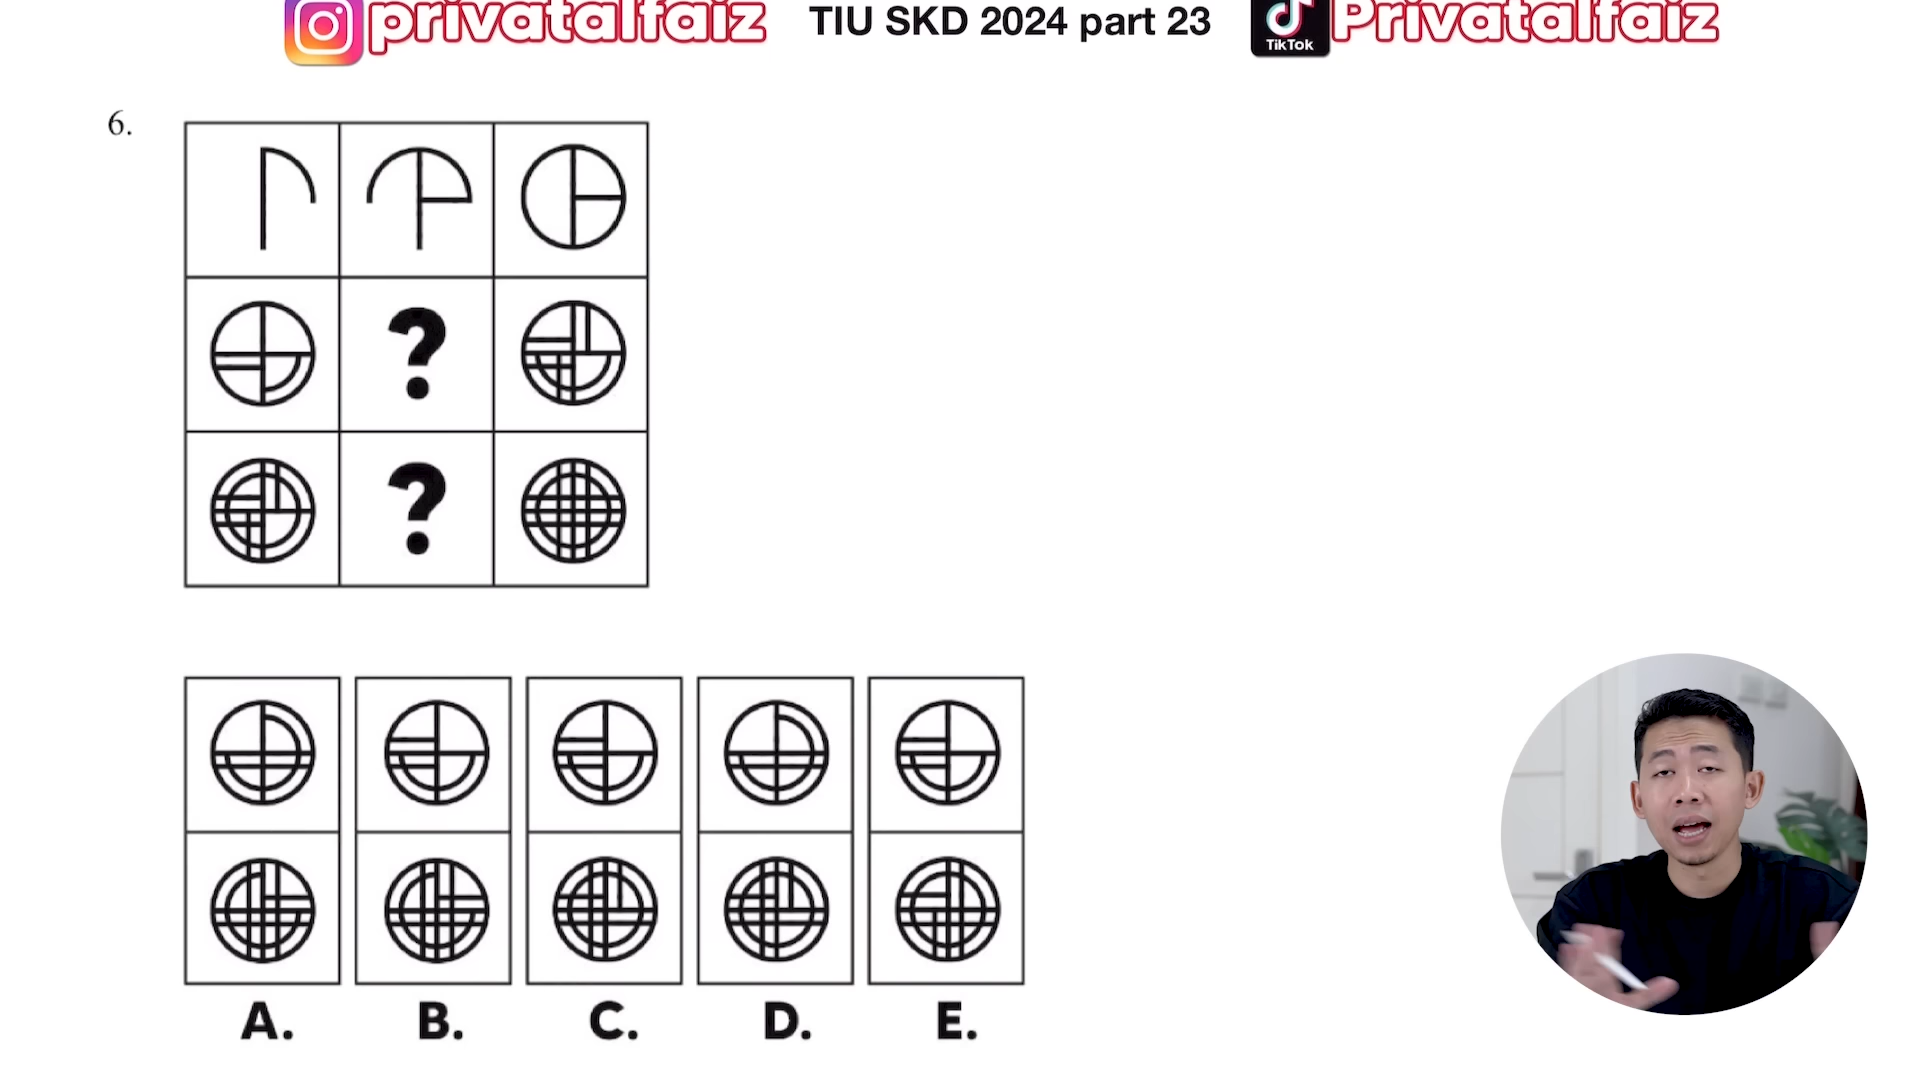 privatalfaiz TIU SKD 2024 part 23 TikTok Privatalfaiz
6.
?
?
A. B. C. D. E.